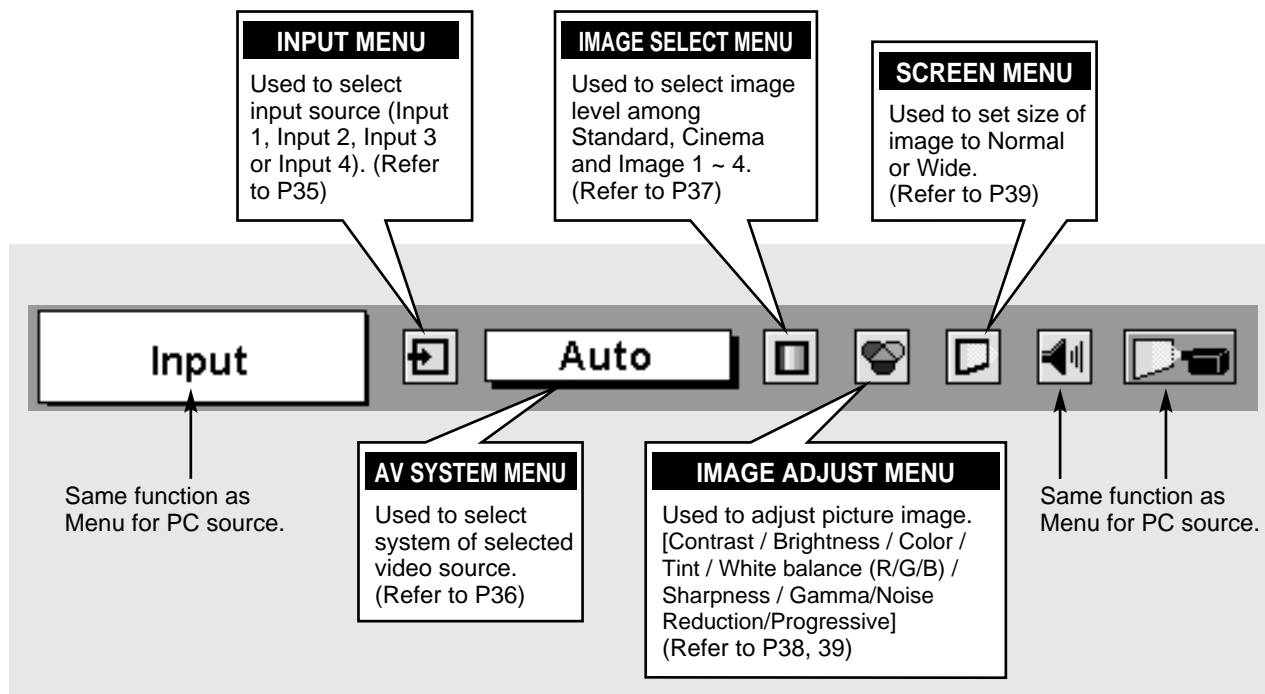 INPUT MENU
Used to select
input source (Input
1, Input 2, Input 3
or Input 4). (Refer
to P35)
IMAGE SELECT MENU
Used to select image
level among
Standard, Cinema
and Image 1 ~ 4.
(Refer to P37)
SCREEN MENU
Used to set size of
image to Normal
or Wide.
(Refer to P39)
Input
Auto
Same function as
Menu for PC source.
AV SYSTEM MENU
Used to select
system of selected
video source.
(Refer to P36)
IMAGE ADJUST MENU
Used to adjust picture image.
[Contrast / Brightness / Color /
Tint / White balance (R/G/B) /
Sharpness / Gamma/Noise
Reduction/Progressive]
(Refer to P38, 39)
Same function as
Menu for PC source.